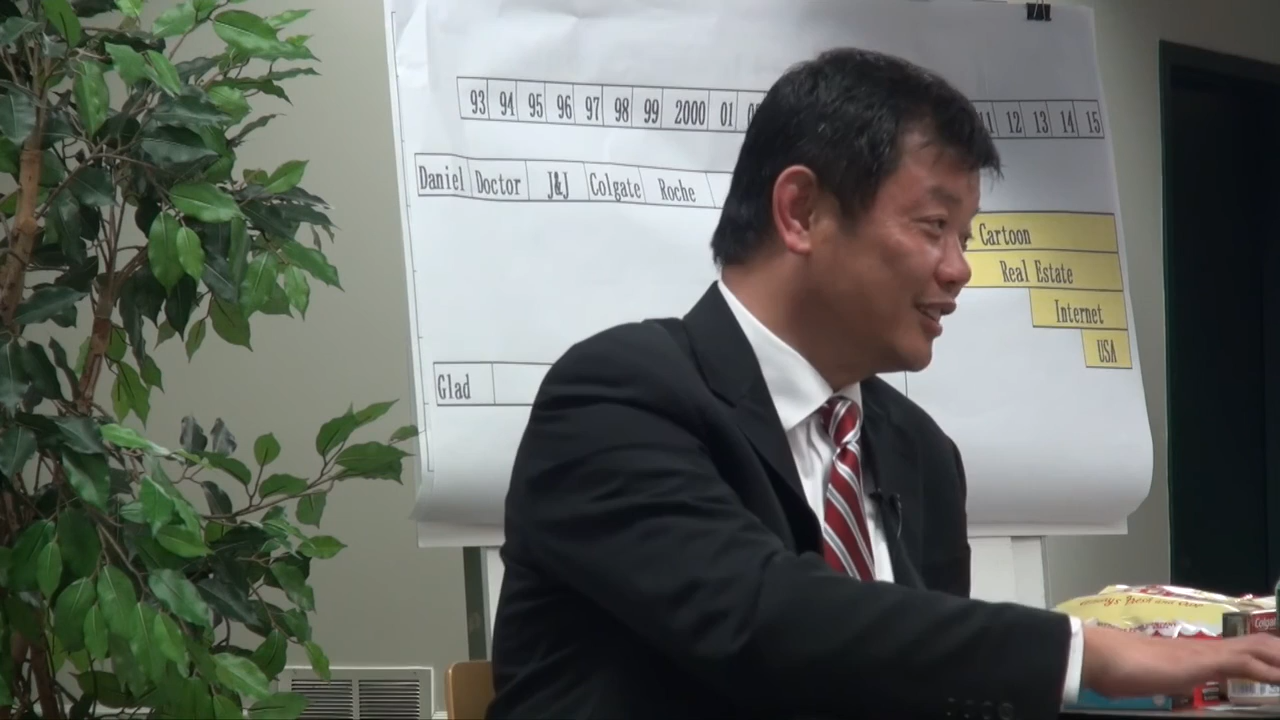 93 94 95 96 97 98 99 2000 01
12 13 14 15
Daniel Doctor J&J Colgate Roche
Cartoon
Real Estate
Internet
USA
Glad